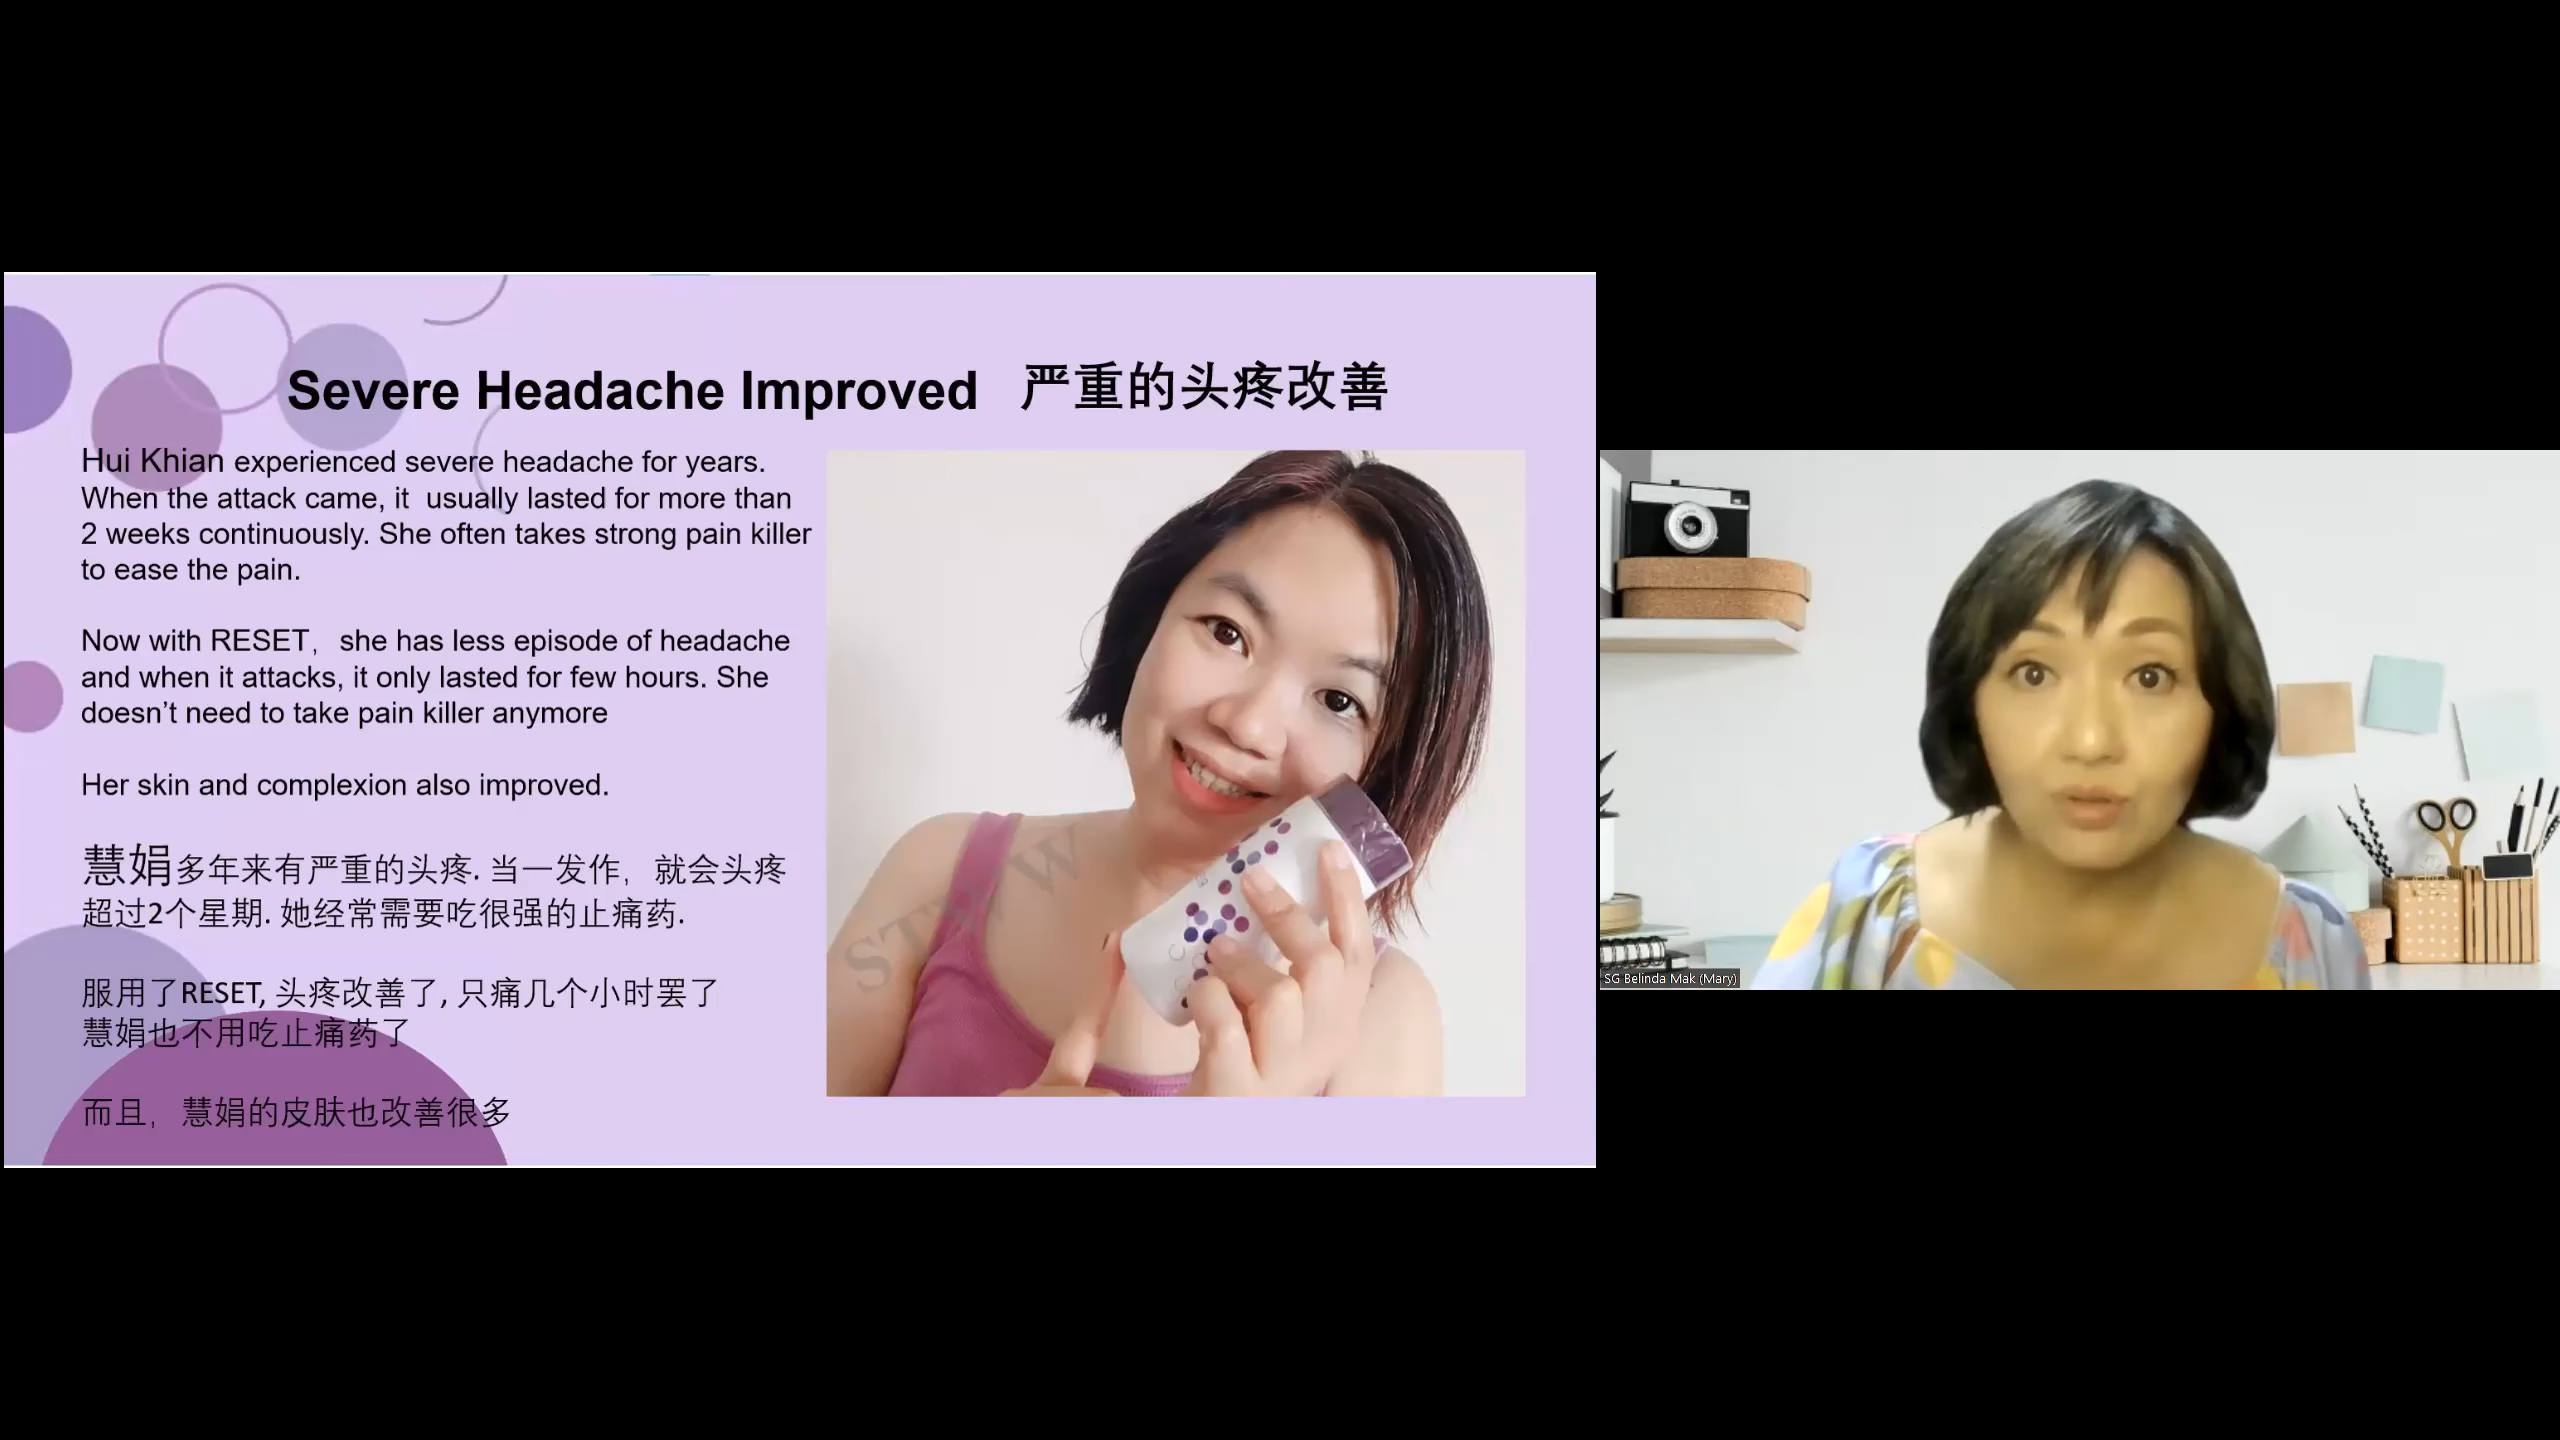 Severe Headache Improved 严重的头疼改善
Hui Khian experienced severe headache for years.
When the attack came, it usually lasted for more than
2 weeks continuously. She often takes strong pain killer
to ease the pain.
Now with RESET, she has less episode of headache
and when it attacks, it only lasted for few hours. She
doesn't need to take pain killer anymore
Her skin and complexion also improved.
慧娟多年来有严重的头疼. 当一发作, 就会头疼
超过2个星期. 她经常需要吃很强的止痛药.
服用了RESET, 头疼改善了, 只痛几个小时罢了
慧娟也不用吃止痛药了
而且, 慧娟的皮肤也改善很多
SG Belinda Mak (Mary)